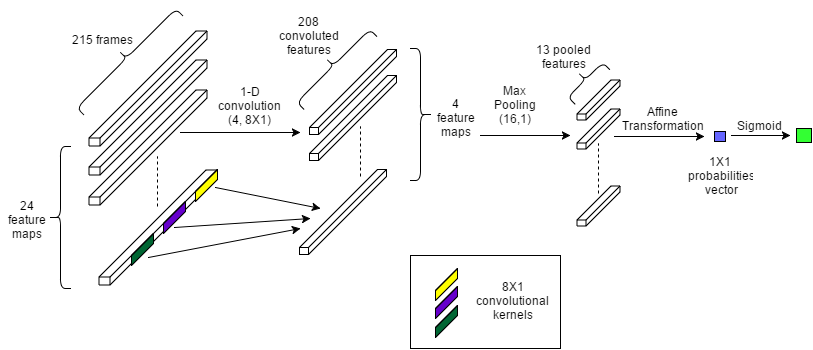 215 frames
208
convoluted
features
1-D
convolution
(4, 8X1)
24
feature
maps
4
feature
maps
Max
Pooling
(16,1)
13 pooled
features
Affine
Transformation
1X1
probabilities
vector
Sigmoid
8X1
convolutional
kernels